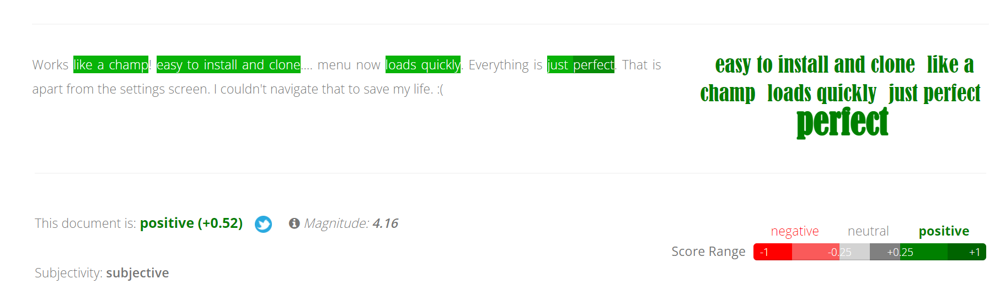 Works like a champ! easy to install and clone.... menu now loads quickly. Everything is just perfect. That is
apart from the settings screen. I couldn't navigate that to save my life. :(
easy to install and clone like a
champ loads quickly just perfect
perfect
This document is: positive (+0.52) Magnitude: 4.16
negative neutral positive
Score Range -1 -0.25 +0.25 +1
Subjectivity: subjective